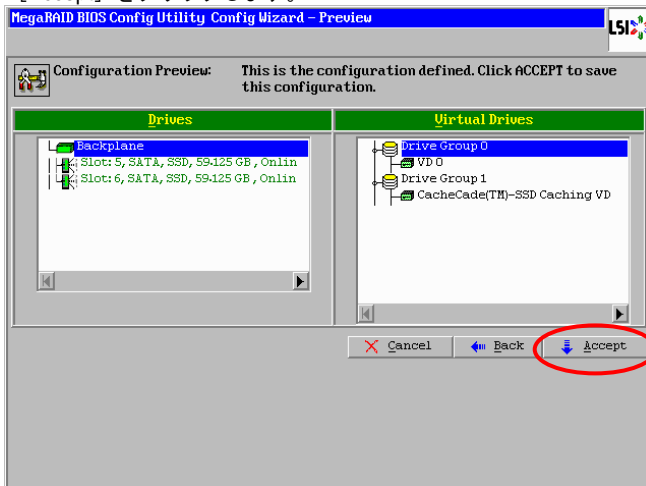 MegaRAID BIOS Config Utility Config Wizard - Preview
LSI
Configuration Preview: This is the configuration defined. Click ACCEPT to save
this configuration.
Drives
Virtual Drives
Backplane
Slot: 5, SATA, SSD, 59.125 GB , Onlin
Slot: 6, SATA, SSD, 59.125 GB , Onlin
Drive Group 0
VD 0
Drive Group 1
CacheCade(TM)-SSD Caching VD
Cancel
Back
Accept